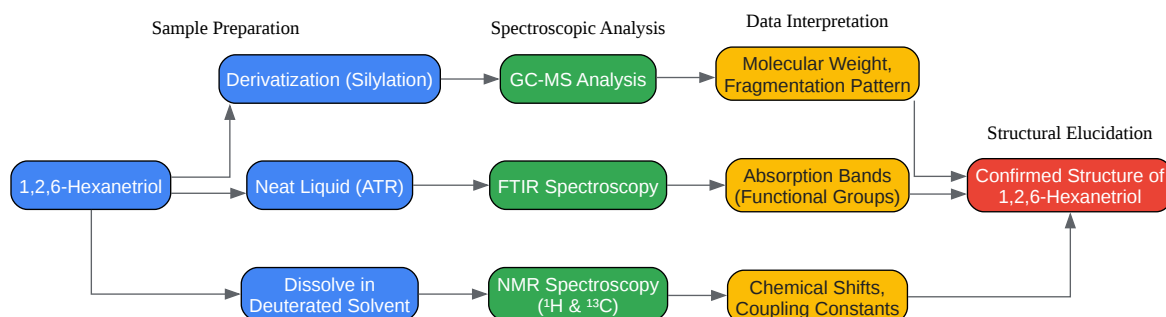 Sample Preparation
Spectroscopic Analysis
Data Interpretation
Derivatization (Silylation)
GC-MS Analysis
Molecular Weight,
Fragmentation Pattern
Structural Elucidation
1,2,6-Hexanetriol
Neat Liquid (ATR)
FTIR Spectroscopy
Absorption Bands
(Functional Groups)
Confirmed Structure of
1,2,6-Hexanetriol
Dissolve in
Deuterated Solvent
NMR Spectroscopy
(¹H & ¹³C)
Chemical Shifts,
Coupling Constants